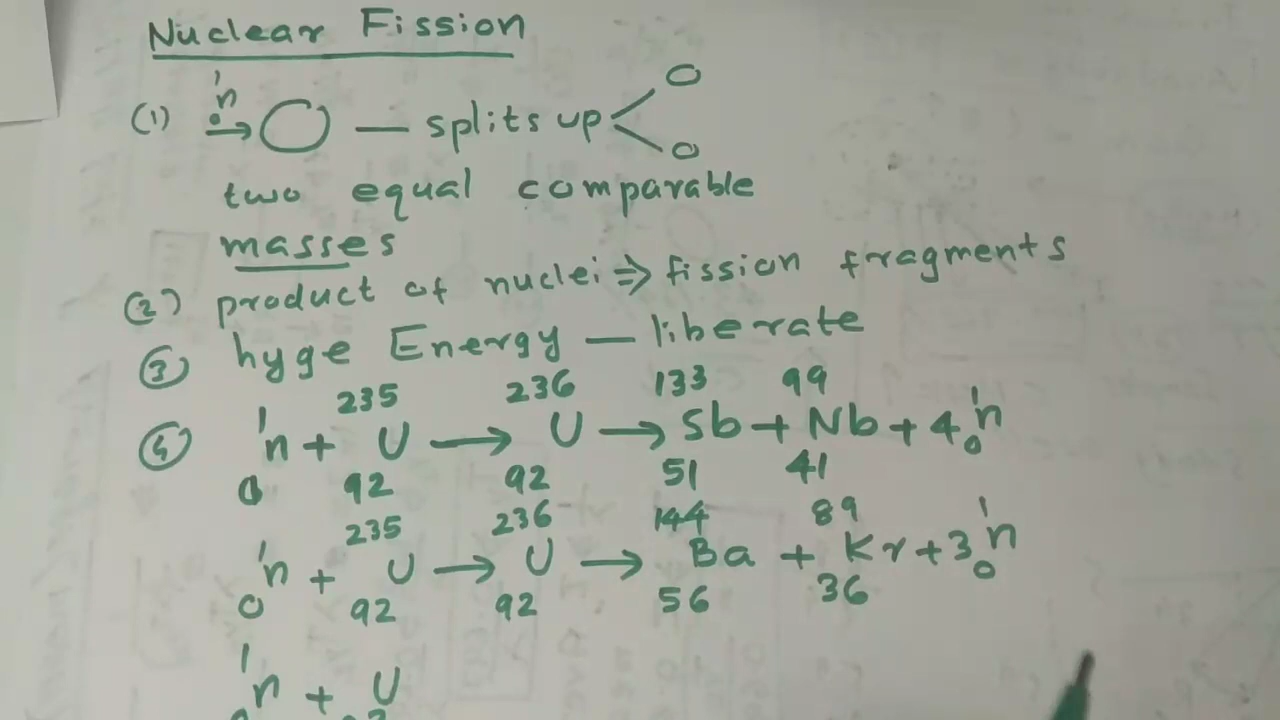 Nuclear Fission
(1) ¹₀n → — splits up
two equal comparable
masses
(2) product of nuclei ⇒ fission fragments
③ hyge Energy — liberate
④ ¹₀n + ²³⁵₉₂U → ²³⁶₉₂U → ¹³³₅₁Sb + ⁹⁹₄₁Nb + 4¹₀n
¹₀n + ²³⁵₉₂U → ²³⁶₉₂U → ¹⁴⁴₅₆Ba + ⁸⁹₃₆Kr + 3¹₀n
¹n + U